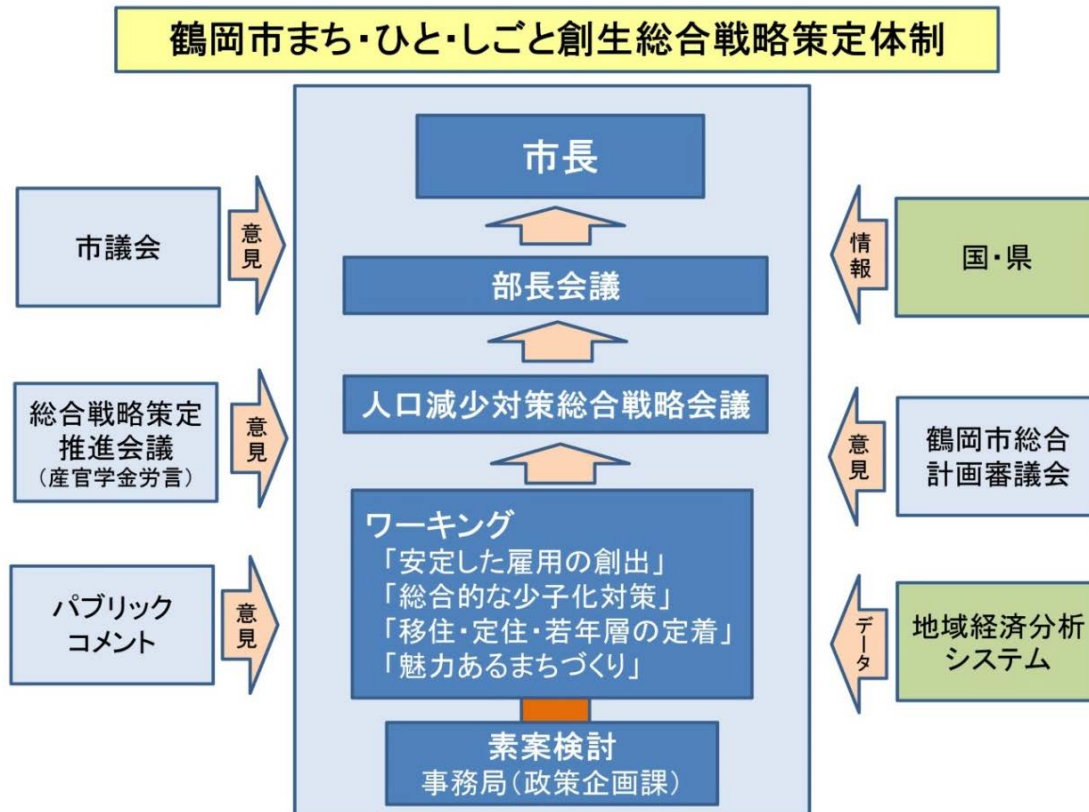 鶴岡市まち・ひと・しごと創生総合戦略策定体制
市長
部長会議
人口減少対策総合戦略会議
ワーキング
「安定した雇用の創出」
「総合的な少子化対策」
「移住・定住・若年層の定着」
「魅力あるまちづくり」
素案検討
事務局(政策企画課)
市議会
意見
総合戦略策定
推進会議
(産官学金労言)
意見
パブリック
コメント
意見
情報
国・県
意見
鶴岡市総合
計画審議会
データ
地域経済分析
システム